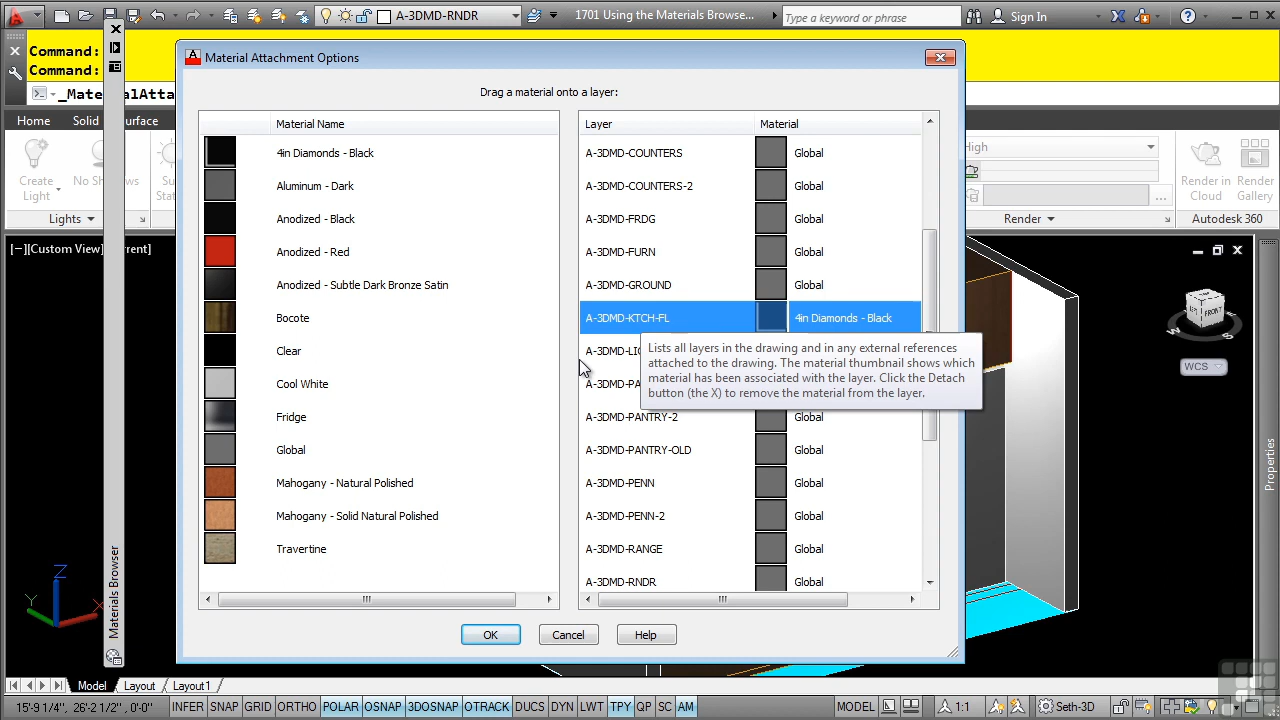 A-3DMD-RNDR
1701 Using the Materials Browse...
Type a keyword or phrase
Sign In
Command:
Command:
_MaterialAtta
Home
Solid
urface
Create
Light
No Sh
ows
Su
Sta
Lights
High
Render in
Cloud
Render
Gallery
Render
Autodesk 360
[−][Custom View]
rrent]
Material Attachment Options
Drag a material onto a layer:
Material Name
4in Diamonds - Black
Aluminum - Dark
Anodized - Black
Anodized - Red
Anodized - Subtle Dark Bronze Satin
Bocote
Clear
Cool White
Fridge
Global
Mahogany - Natural Polished
Mahogany - Solid Natural Polished
Travertine
Layer Material
A-3DMD-COUNTERS Global
A-3DMD-COUNTERS-2 Global
A-3DMD-FRDG Global
A-3DMD-FURN Global
A-3DMD-GROUND Global
A-3DMD-KTCH-FL 4in Diamonds - Black
A-3DMD-LIG
A-3DMD-PA
A-3DMD-PANTRY-2 Global
A-3DMD-PANTRY-OLD Global
A-3DMD-PENN Global
A-3DMD-PENN-2 Global
A-3DMD-RANGE Global
A-3DMD-RNDR Global
Lists all layers in the drawing and in any external references
attached to the drawing. The material thumbnail shows which
material has been associated with the layer. Click the Detach
button (the X) to remove the material from the layer.
OK
Cancel
Help
FRONT
WCS
Properties
Materials Browser
Z
Y
X
Model
Layout
Layout1
15'-9 1/4", 26'-2 1/2", 0'-0"
INFER SNAP GRID ORTHO POLAR OSNAP 3DOSNAP OTRACK DUCS DYN LWT TPY QP SC AM
MODEL
1:1
Seth-3D